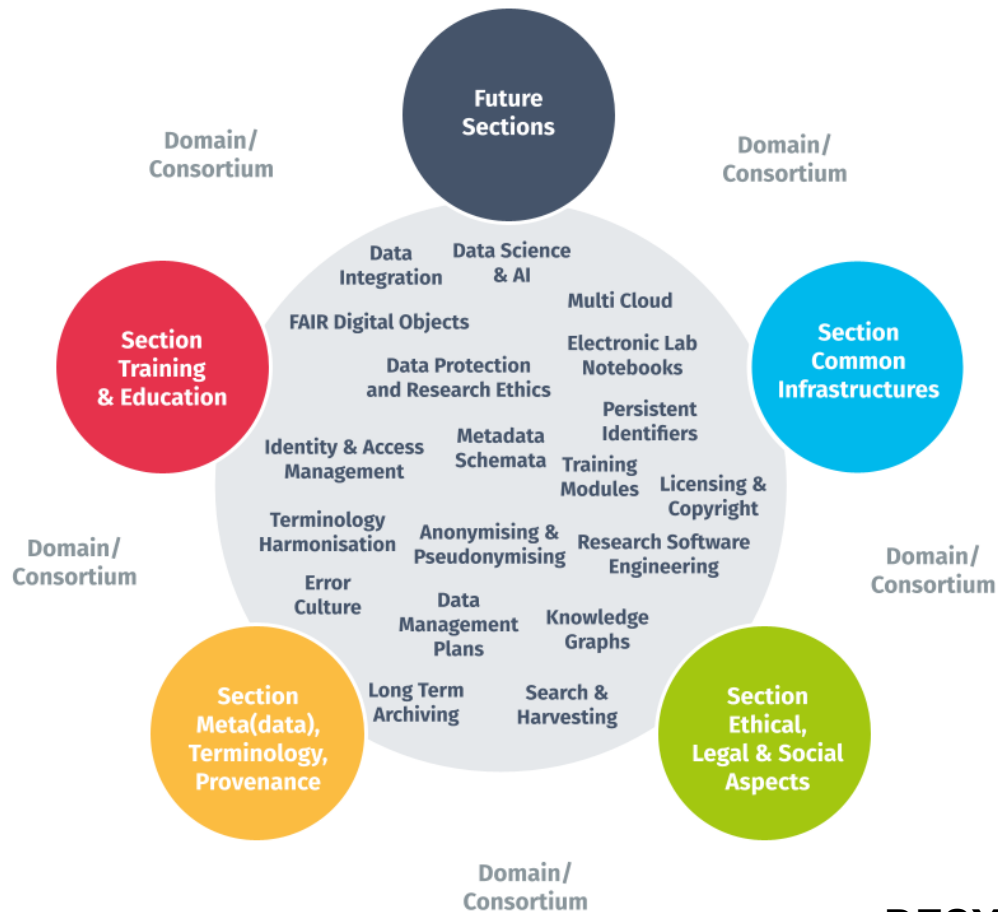 Future
Sections
Domain/
Consortium
Domain/
Consortium
Data
Integration
Data Science
& AI
Multi Cloud
FAIR Digital Objects
Section
Training
& Education
Section
Common
Infrastructures
Electronic Lab
Notebooks
Data Protection
and Research Ethics
Persistent
Identifiers
Identity & Access
Management
Metadata
Schemata
Training
Modules
Licensing &
Copyright
Terminology
Harmonisation
Anonymising &
Pseudonymising
Research Software
Engineering
Domain/
Consortium
Domain/
Consortium
Error
Culture
Data
Management
Plans
Knowledge
Graphs
Long Term
Archiving
Search &
Harvesting
Section
Meta(data),
Terminology,
Provenance
Section
Ethical,
Legal & Social
Aspects
Domain/
Consortium